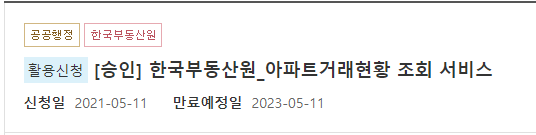 공공행정 한국부동산원
활용신청 [승인] 한국부동산원_아파트거래현황 조회 서비스
신청일 2021-05-11 만료예정일 2023-05-11